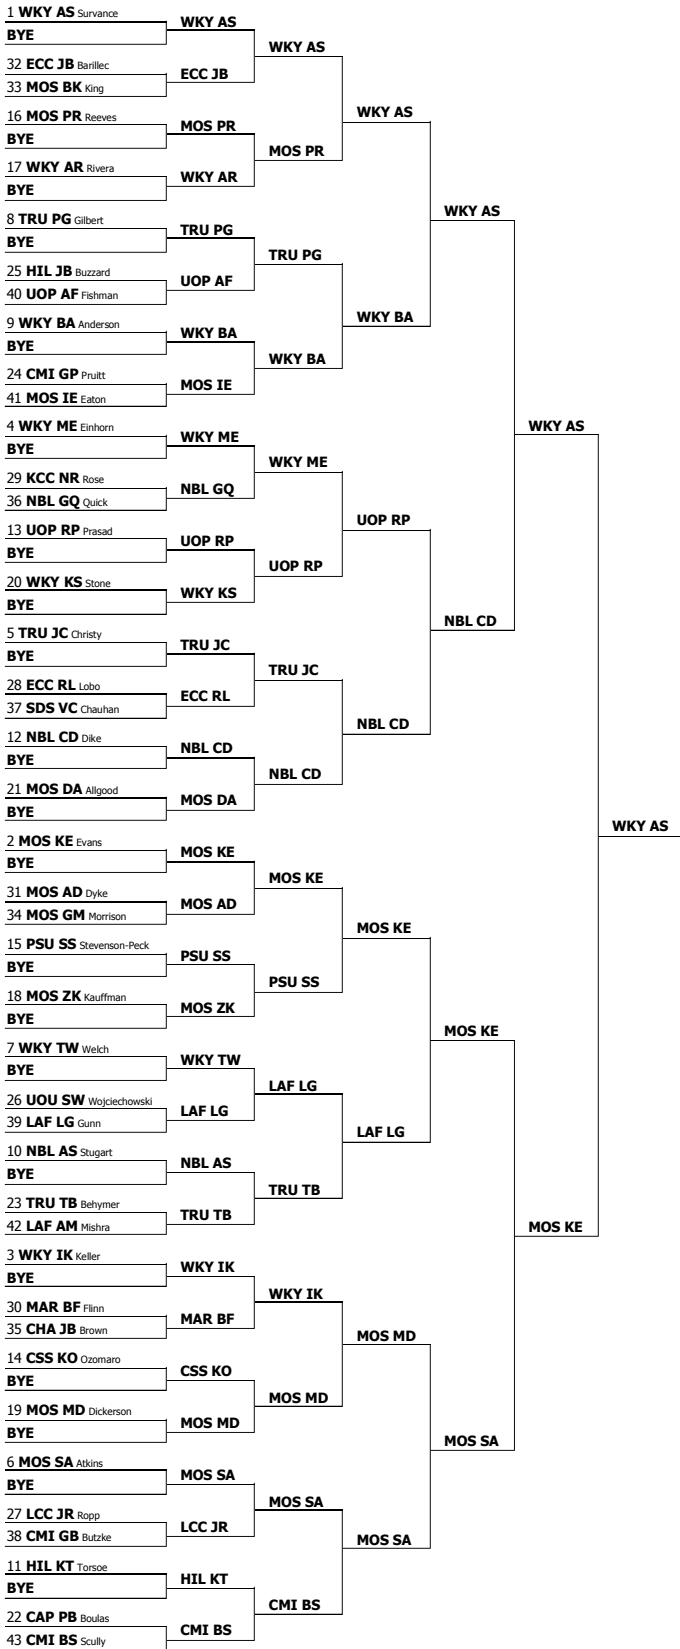 1 WKY AS Survance
BYE
32 ECC JB Barillec
33 MOS BK King
16 MOS PR Reeves
BYE
17 WKY AR Rivera
BYE
8 TRU PG Gilbert
BYE
25 HIL JB Buzzard
40 UOP AF Fishman
9 WKY BA Anderson
BYE
24 CMI GP Pruitt
41 MOS IE Eaton
4 WKY ME Einhorn
BYE
29 KCC NR Rose
36 NBL GQ Quick
13 UOP RP Prasad
BYE
20 WKY KS Stone
BYE
5 TRU JC Christy
BYE
28 ECC RL Lobo
37 SDS VC Chauhan
12 NBL CD Dike
BYE
21 MOS DA Allgood
BYE
2 MOS KE Evans
BYE
31 MOS AD Dyke
34 MOS GM Morrison
15 PSU SS Stevenson-Peck
BYE
18 MOS ZK Kauffman
BYE
7 WKY TW Welch
BYE
26 UOU SW Wojciechowski
39 LAF LG Gunn
10 NBL AS Stugart
BYE
23 TRU TB Behymer
42 LAF AM Mishra
3 WKY IK Keller
BYE
30 MAR BF Flinn
35 CHA JB Brown
14 CSS KO Ozomaro
BYE
19 MOS MD Dickerson
BYE
6 MOS SA Atkins
BYE
27 LCC JR Ropp
38 CMI GB Butzke
11 HIL KT Torsoe
BYE
22 CAP PB Boulas
43 CMI BS Scully
WKY AS
ECC JB
MOS PR
WKY AR
TRU PG
UOP AF
WKY BA
MOS IE
WKY ME
NBL GQ
UOP RP
WKY KS
TRU JC
ECC RL
NBL CD
MOS DA
MOS KE
MOS AD
PSU SS
MOS ZK
WKY TW
LAF LG
NBL AS
TRU TB
WKY IK
MAR BF
CSS KO
MOS MD
MOS SA
LCC JR
HIL KT
CMI BS
WKY AS
MOS PR
TRU PG
WKY BA
WKY ME
UOP RP
TRU JC
NBL CD
MOS KE
PSU SS
LAF LG
TRU TB
WKY IK
MOS MD
MOS SA
CMI BS
WKY AS
WKY BA
UOP RP
NBL CD
MOS KE
LAF LG
MOS MD
MOS SA
WKY AS
NBL CD
MOS KE
MOS SA
WKY AS
MOS KE
WKY AS